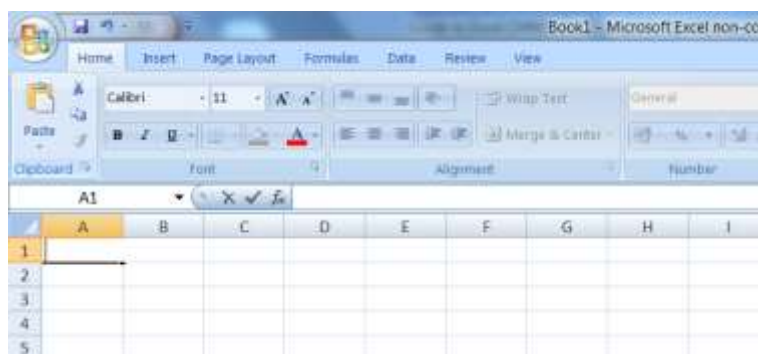 Book1 - Microsoft Excel non-co
Home Insert Page Layout Formulas Data Review View
Calibri 11 A A Wrap Text General
Paste B I U A Merge & Center %
Clipboard Font Alignment Number
A1 fx
A B C D E F G H I
1
2
3
4
5